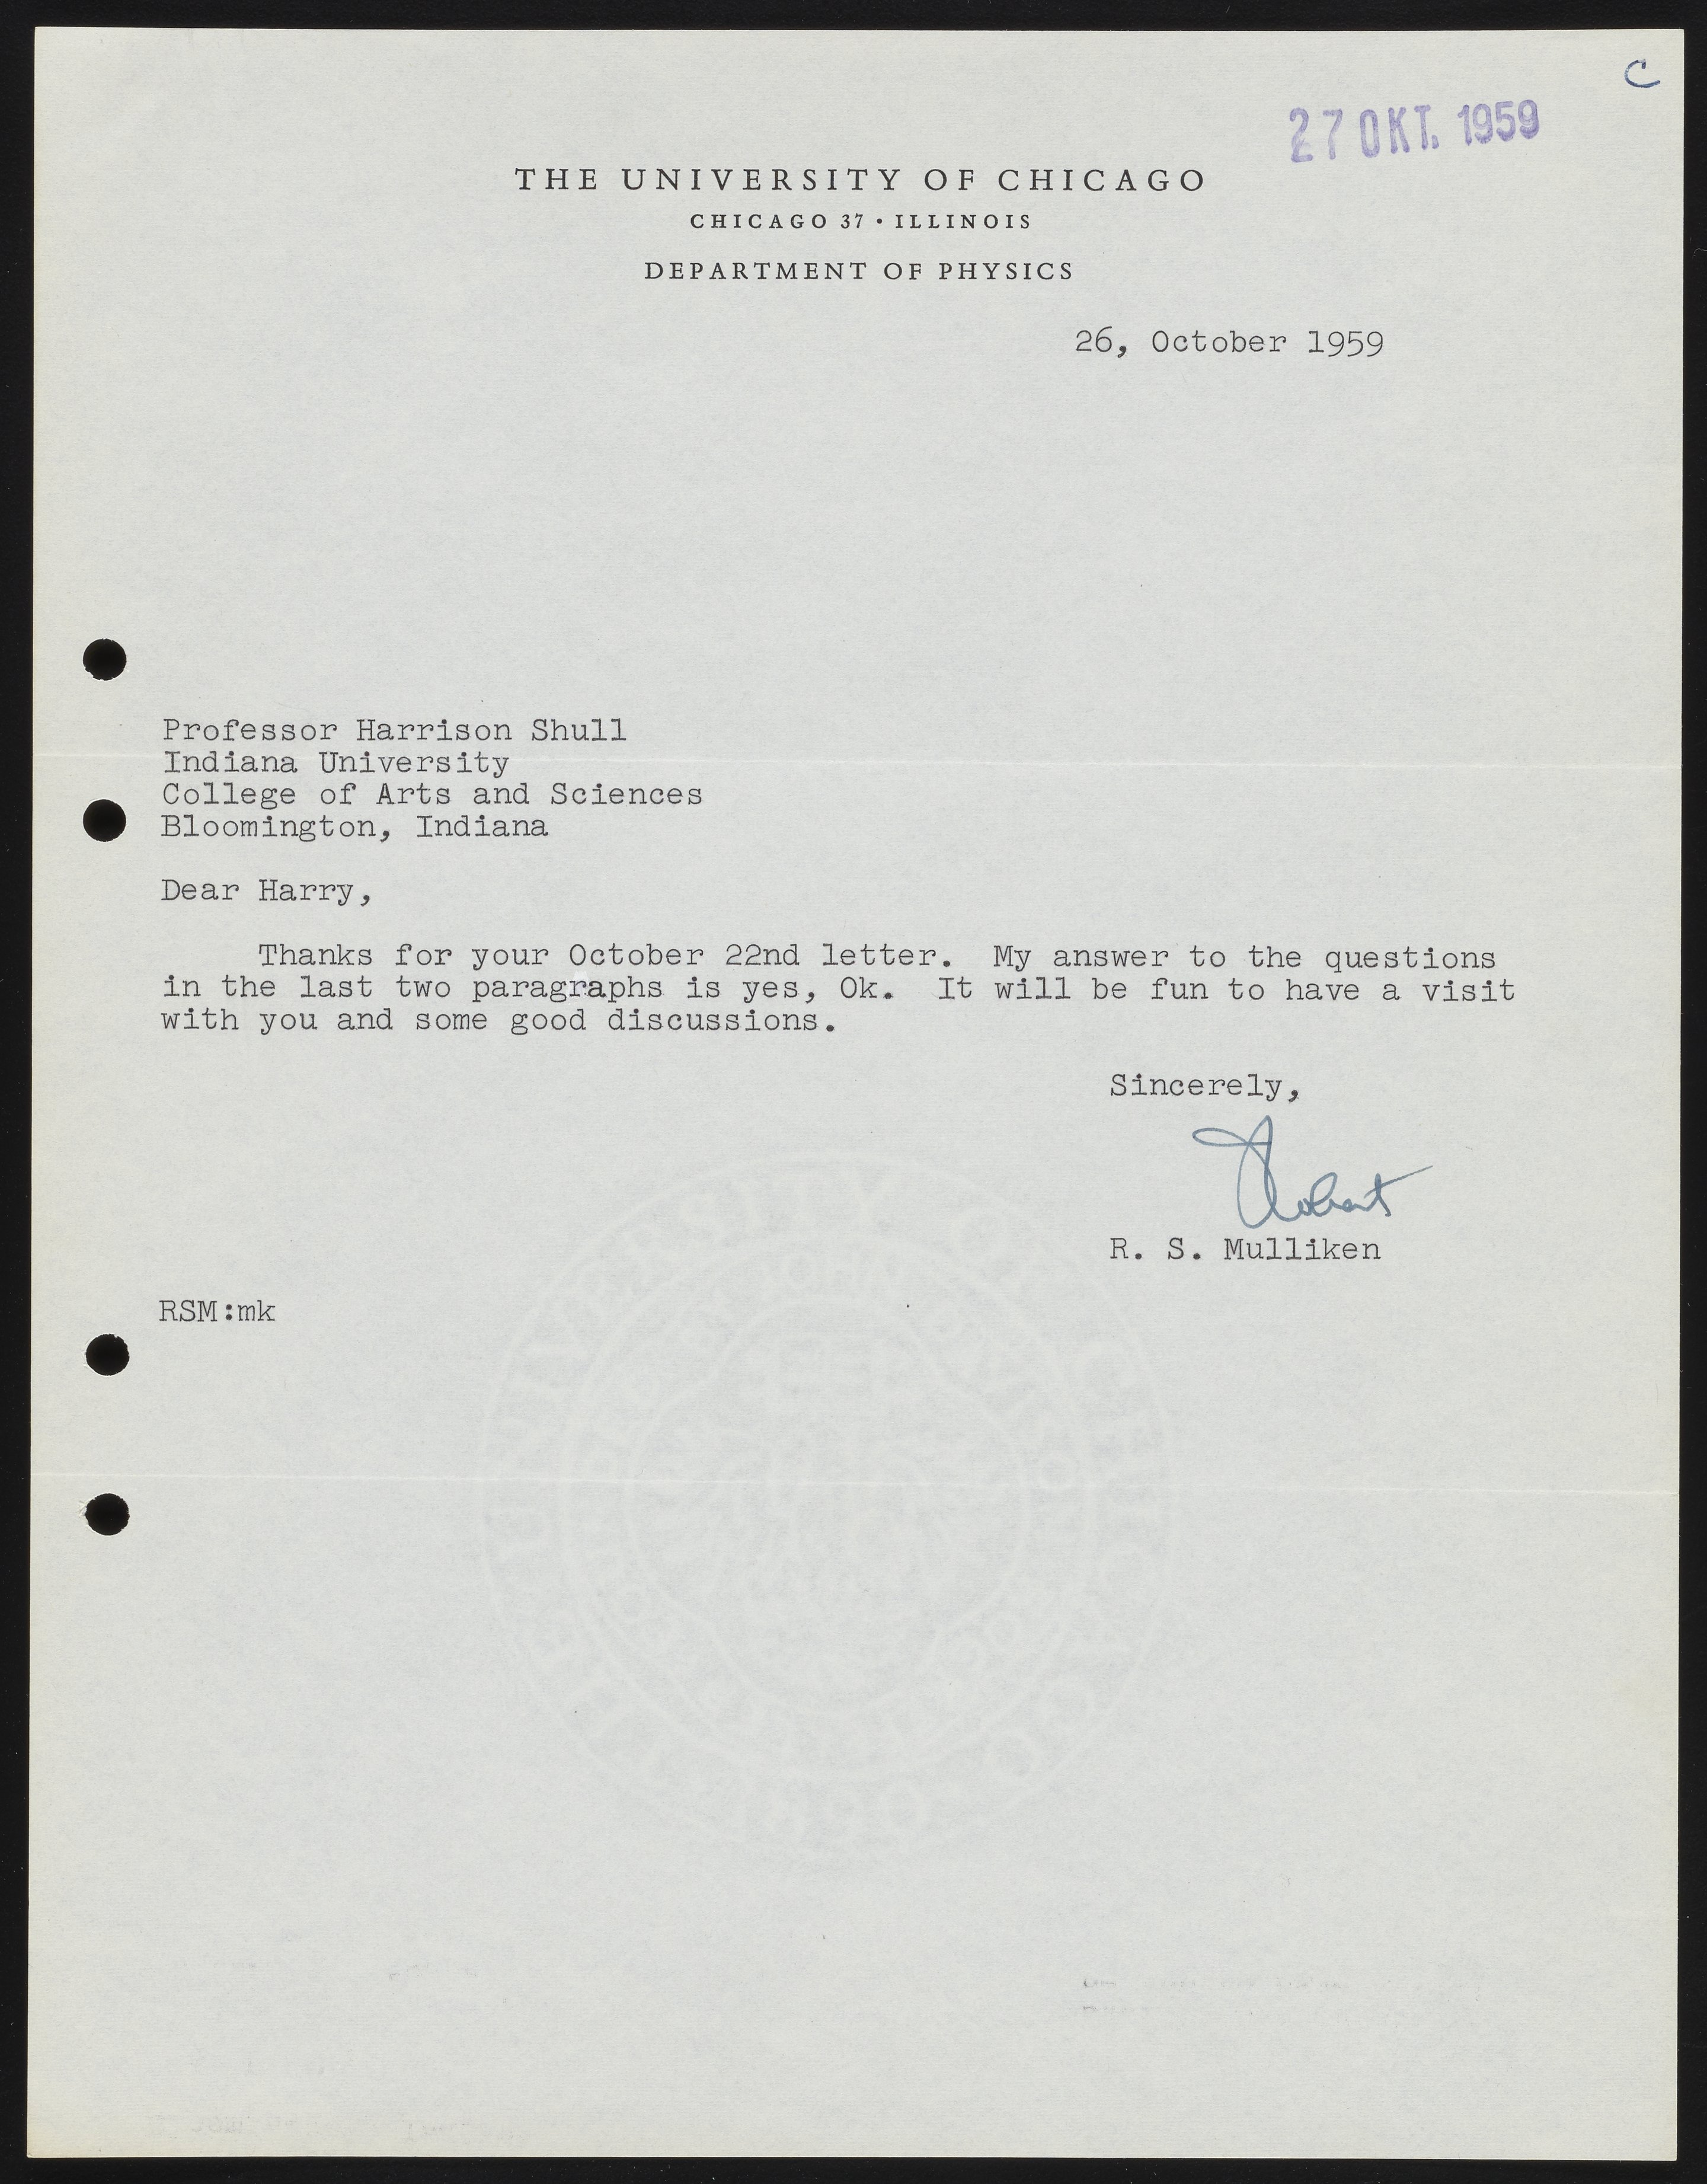 C
27 OKT. 1959
THE UNIVERSITY OF CHICAGO
CHICAGO 37 • ILLINOIS
DEPARTMENT OF PHYSICS
26, October 1959
Professor Harrison Shull
Indiana University
College of Arts and Sciences
Bloomington, Indiana
Dear Harry,
Thanks for your October 22nd letter. My answer to the questions
in the last two paragraphs is yes, Ok. It will be fun to have a visit
with you and some good discussions.
Sincerely,
Robert
R. S. Mulliken
RSM:mk